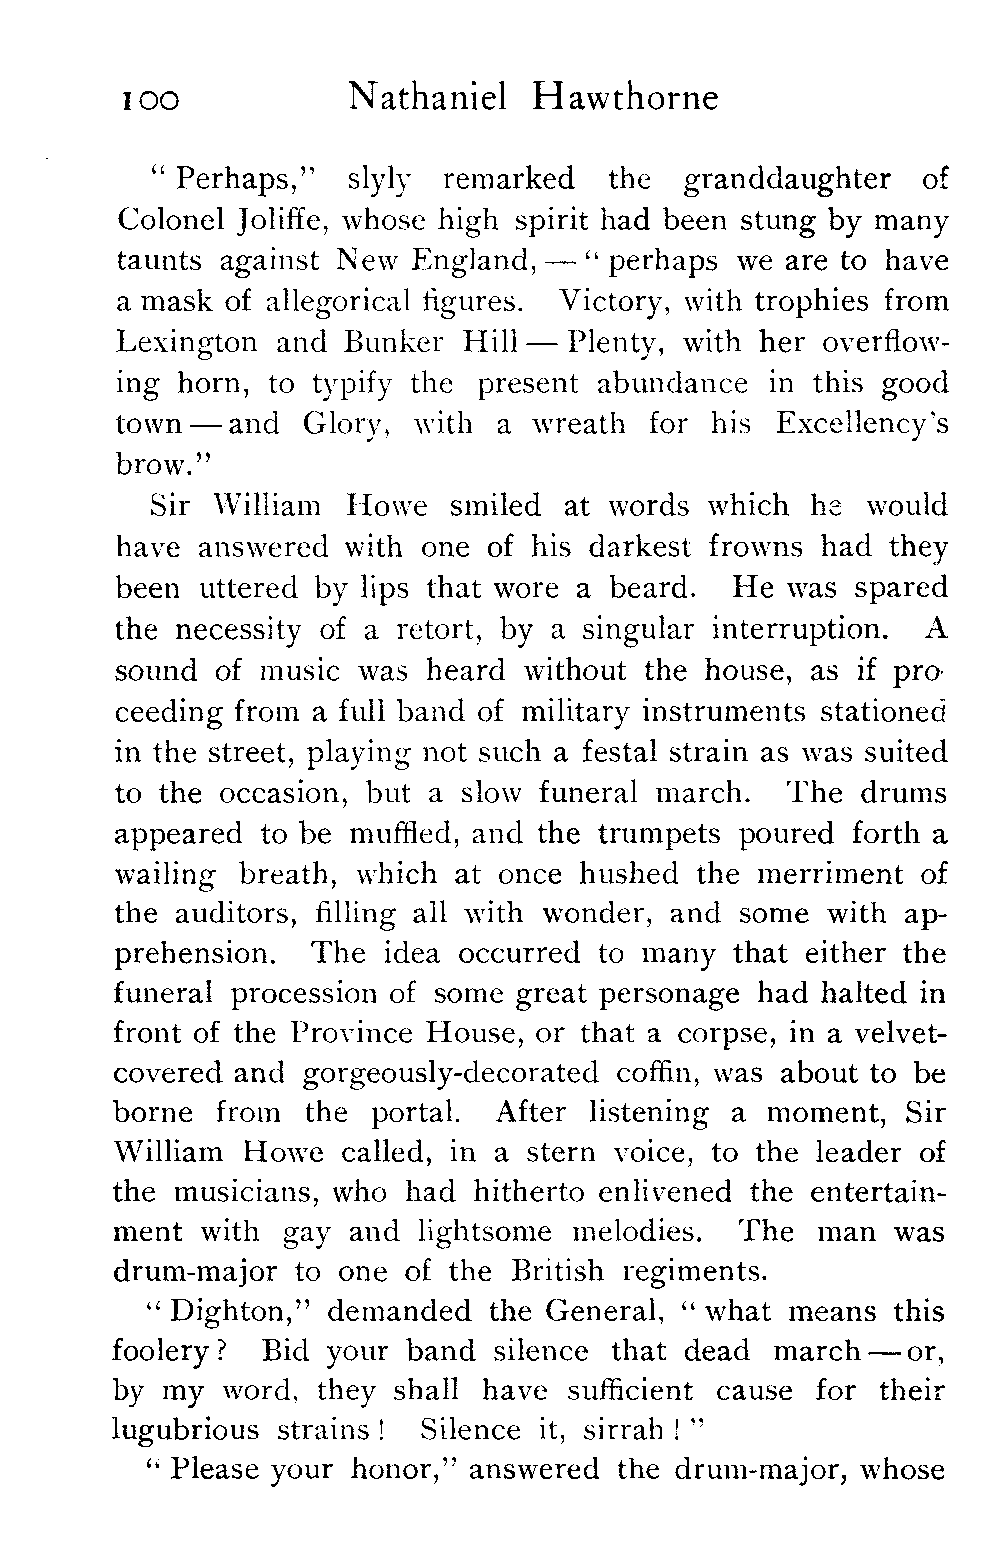 100 Nathaniel Hawthorne
"Perhaps," slyly remarked the granddaughter of
Colonel Joliffe, whose high spirit had been stung by many
taunts against New England, — "perhaps we are to have
a mask of allegorical figures. Victory, with trophies from
Lexington and Bunker Hill — Plenty, with her overflow-
ing horn, to typify the present abundance in this good
town — and Glory, with a wreath for his Excellency's
brow."
Sir William Howe smiled at words which he would
have answered with one of his darkest frowns had they
been uttered by lips that wore a beard. He was spared
the necessity of a retort, by a singular interruption. A
sound of music was heard without the house, as if pro-
ceeding from a full band of military instruments stationed
in the street, playing not such a festal strain as was suited
to the occasion, but a slow funeral march. The drums
appeared to be muffled, and the trumpets poured forth a
wailing breath, which at once hushed the merriment of
the auditors, filling all with wonder, and some with ap-
prehension. The idea occurred to many that either the
funeral procession of some great personage had halted in
front of the Province House, or that a corpse, in a velvet-
covered and gorgeously-decorated coffin, was about to be
borne from the portal. After listening a moment, Sir
William Howe called, in a stern voice, to the leader of
the musicians, who had hitherto enlivened the entertain-
ment with gay and lightsome melodies. The man was
drum-major to one of the British regiments.
"Dighton," demanded the General, "what means this
foolery? Bid your band silence that dead march — or,
by my word, they shall have sufficient cause for their
lugubrious strains! Silence it, sirrah!"
"Please your honor," answered the drum-major, whose